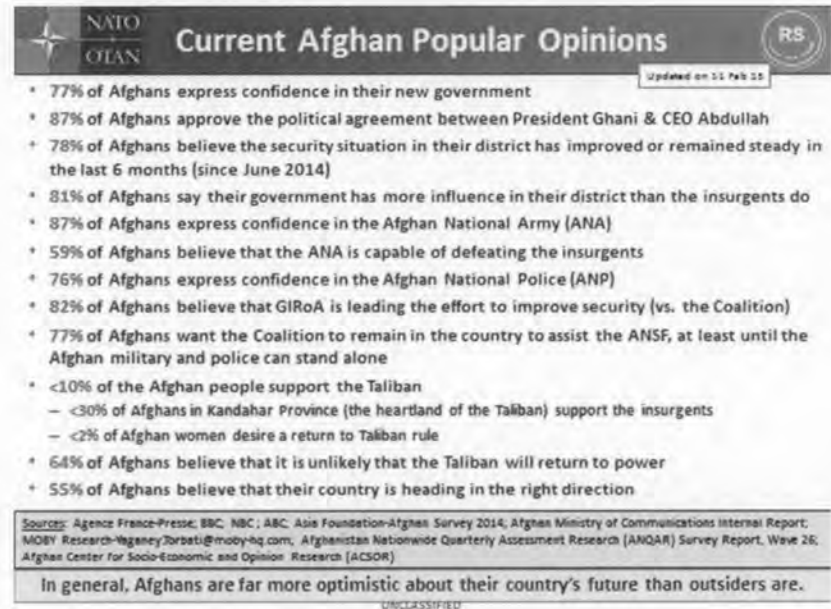 NATO
OTAN
Current Afghan Popular Opinions
RS
Updated on 11 Feb 15
* 77% of Afghans express confidence in their new government
* 87% of Afghans approve the political agreement between President Ghani & CEO Abdullah
* 78% of Afghans believe the security situation in their district has improved or remained steady in
the last 6 months (since June 2014)
* 81% of Afghans say their government has more influence in their district than the insurgents do
* 87% of Afghans express confidence in the Afghan National Army (ANA)
* 59% of Afghans believe that the ANA is capable of defeating the insurgents
* 76% of Afghans express confidence in the Afghan National Police (ANP)
* 82% of Afghans believe that GIRoA is leading the effort to improve security (vs. the Coalition)
* 77% of Afghans want the Coalition to remain in the country to assist the ANSF, at least until the
Afghan military and police can stand alone
* <10% of the Afghan people support the Taliban
– <30% of Afghans in Kandahar Province (the heartland of the Taliban) support the insurgents
– <2% of Afghan women desire a return to Taliban rule
* 64% of Afghans believe that it is unlikely that the Taliban will return to power
* 55% of Afghans believe that their country is heading in the right direction
Sources: Agence France-Presse; BBC; NBC; ABC; Asia Foundation-Afghan Survey 2014; Afghan Ministry of Communications Internal Report;
MOBY Research- Afghanistan Nationwide Quarterly Assessment Research (ANQAR) Survey Report, Wave 26;
Afghan Center for Socio-Economic and Opinion Research (ACSOR)
In general, Afghans are far more optimistic about their country's future than outsiders are.
UNCLASSIFIED